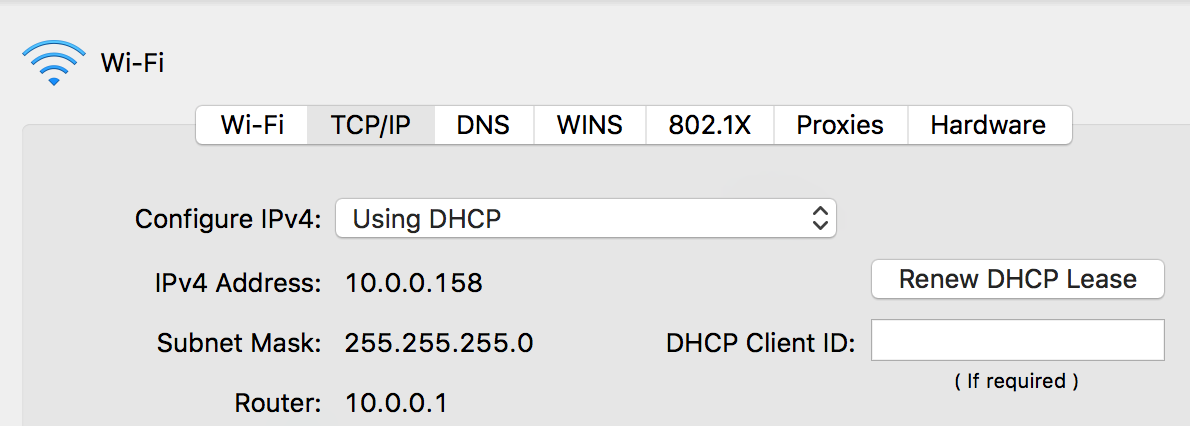 Wi-Fi
Wi-Fi TCP/IP DNS WINS 802.1X Proxies Hardware
Configure IPv4: Using DHCP
IPv4 Address: 10.0.0.158 Renew DHCP Lease
Subnet Mask: 255.255.255.0 DHCP Client ID:
( If required )
Router: 10.0.0.1